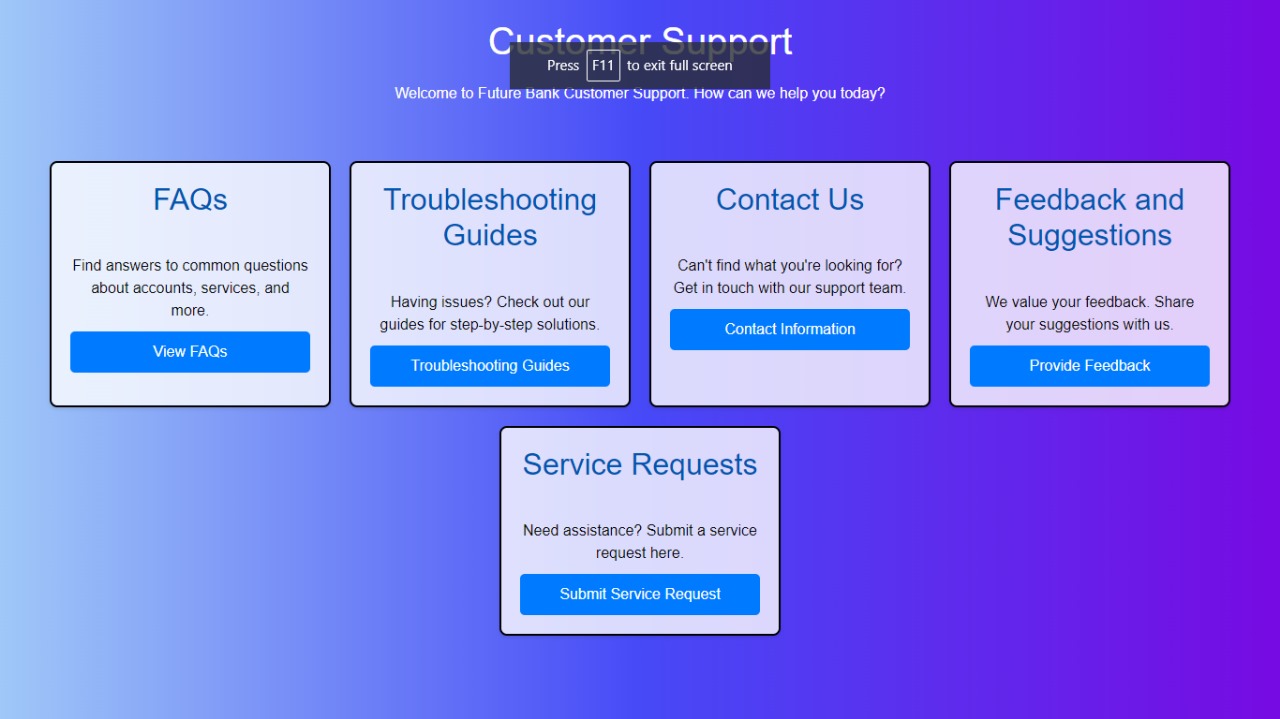 Customer Support
Press F11 to exit full screen
Welcome to Future Bank Customer Support. How can we help you today?
FAQs
Find answers to common questions
about accounts, services, and
more.
View FAQs
Troubleshooting
Guides
Having issues? Check out our
guides for step-by-step solutions.
Troubleshooting Guides
Contact Us
Can't find what you're looking for?
Get in touch with our support team.
Contact Information
Feedback and
Suggestions
We value your feedback. Share
your suggestions with us.
Provide Feedback
Service Requests
Need assistance? Submit a service
request here.
Submit Service Request